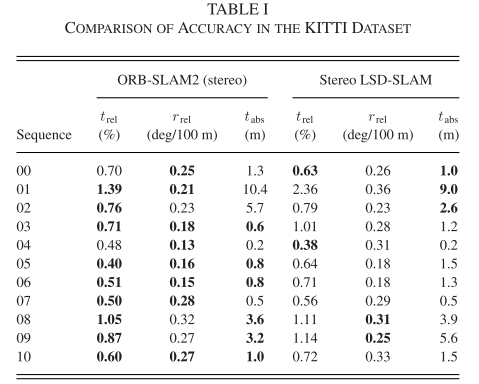 TABLE I
COMPARISON OF ACCURACY IN THE KITTI DATASET
ORB-SLAM2 (stereo) Stereo LSD-SLAM
t rel r rel t abs t rel r rel t abs
Sequence (%) (deg/100 m) (m) (%) (deg/100 m) (m)
00 0.70 0.25 1.3 0.63 0.26 1.0
01 1.39 0.21 10.4 2.36 0.36 9.0
02 0.76 0.23 5.7 0.79 0.23 2.6
03 0.71 0.18 0.6 1.01 0.28 1.2
04 0.48 0.13 0.2 0.38 0.31 0.2
05 0.40 0.16 0.8 0.64 0.18 1.5
06 0.51 0.15 0.8 0.71 0.18 1.3
07 0.50 0.28 0.5 0.56 0.29 0.5
08 1.05 0.32 3.6 1.11 0.31 3.9
09 0.87 0.27 3.2 1.14 0.25 5.6
10 0.60 0.27 1.0 0.72 0.33 1.5